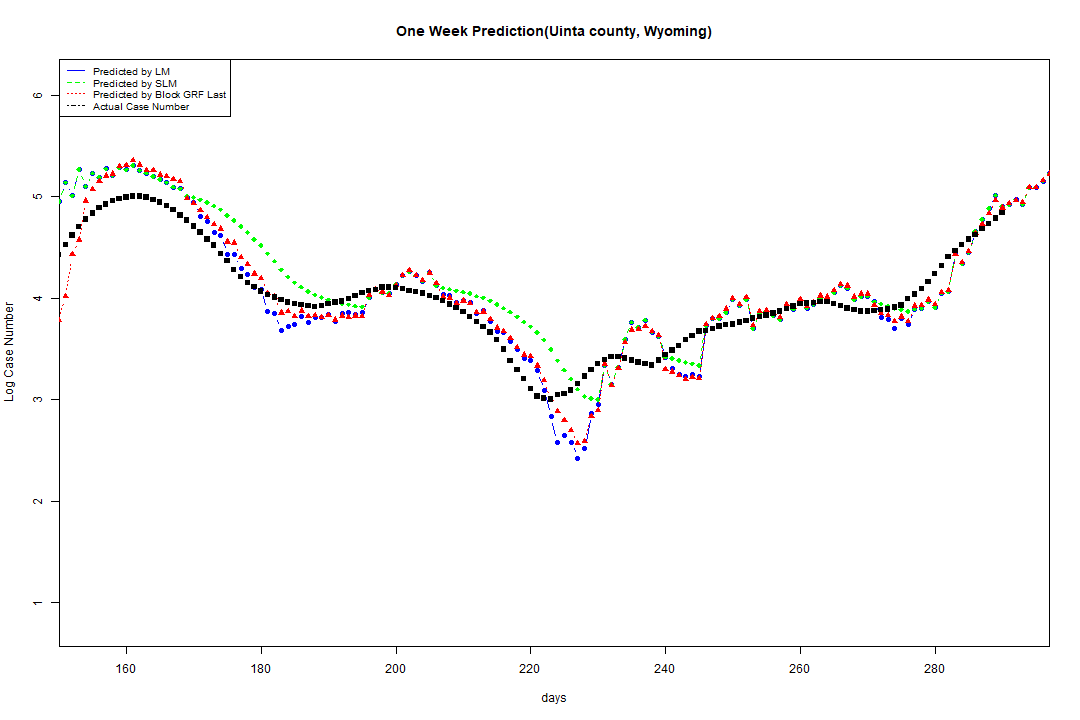 One Week Prediction(Uinta county, Wyoming)
Predicted by LM
Predicted by SLM
Predicted by Block GRF Last
Actual Case Number
6
5
4
3
2
1
Log Case Number
160 180 200 220 240 260 280
days